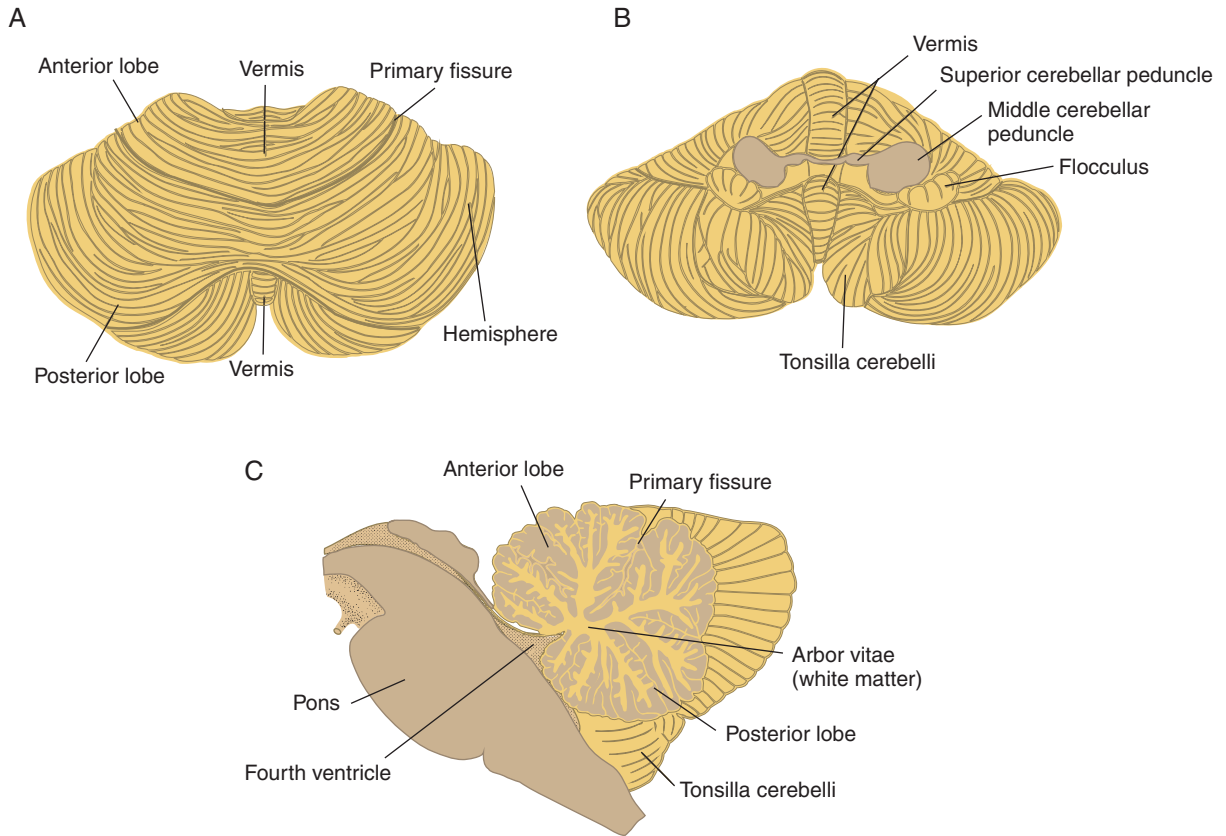 A
Anterior lobe
Vermis
Primary fissure
Hemisphere
Posterior lobe
Vermis
B
Vermis
Superior cerebellar peduncle
Middle cerebellar
peduncle
Flocculus
Tonsilla cerebelli
C
Anterior lobe
Primary fissure
Arbor vitae
(white matter)
Pons
Posterior lobe
Fourth ventricle
Tonsilla cerebelli